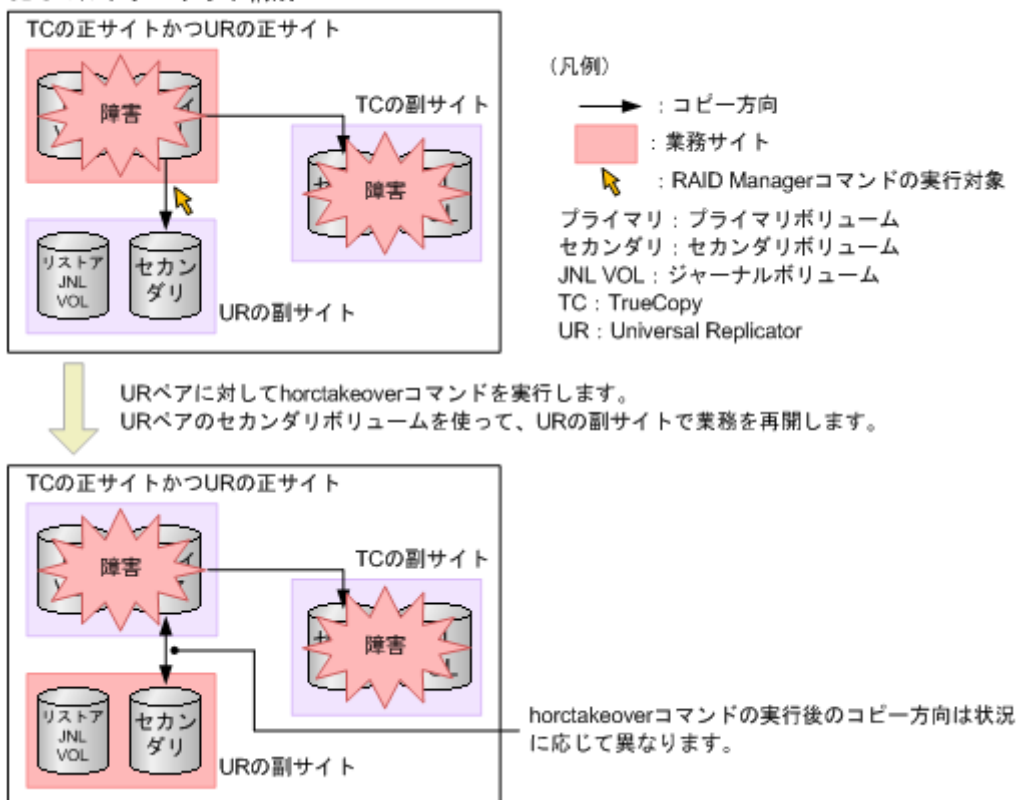 TCの正サイトかつURの正サイト
障害
TCの副サイト
障害
リストア
JNL
VOL
セカン
ダリ
URの副サイト
（凡例）
：コピー方向
：業務サイト
：RAID Managerコマンドの実行対象
プライマリ：プライマリボリューム
セカンダリ：セカンダリボリューム
JNL VOL：ジャーナルボリューム
TC：TrueCopy
UR：Universal Replicator
URペアに対してhorctakeoverコマンドを実行します。
URペアのセカンダリボリュームを使って、URの副サイトで業務を再開します。
TCの正サイトかつURの正サイト
障害
TCの副サイト
障害
リストア
JNL
VOL
セカン
ダリ
URの副サイト
horctakeoverコマンドの実行後のコピー方向は状況
に応じて異なります。